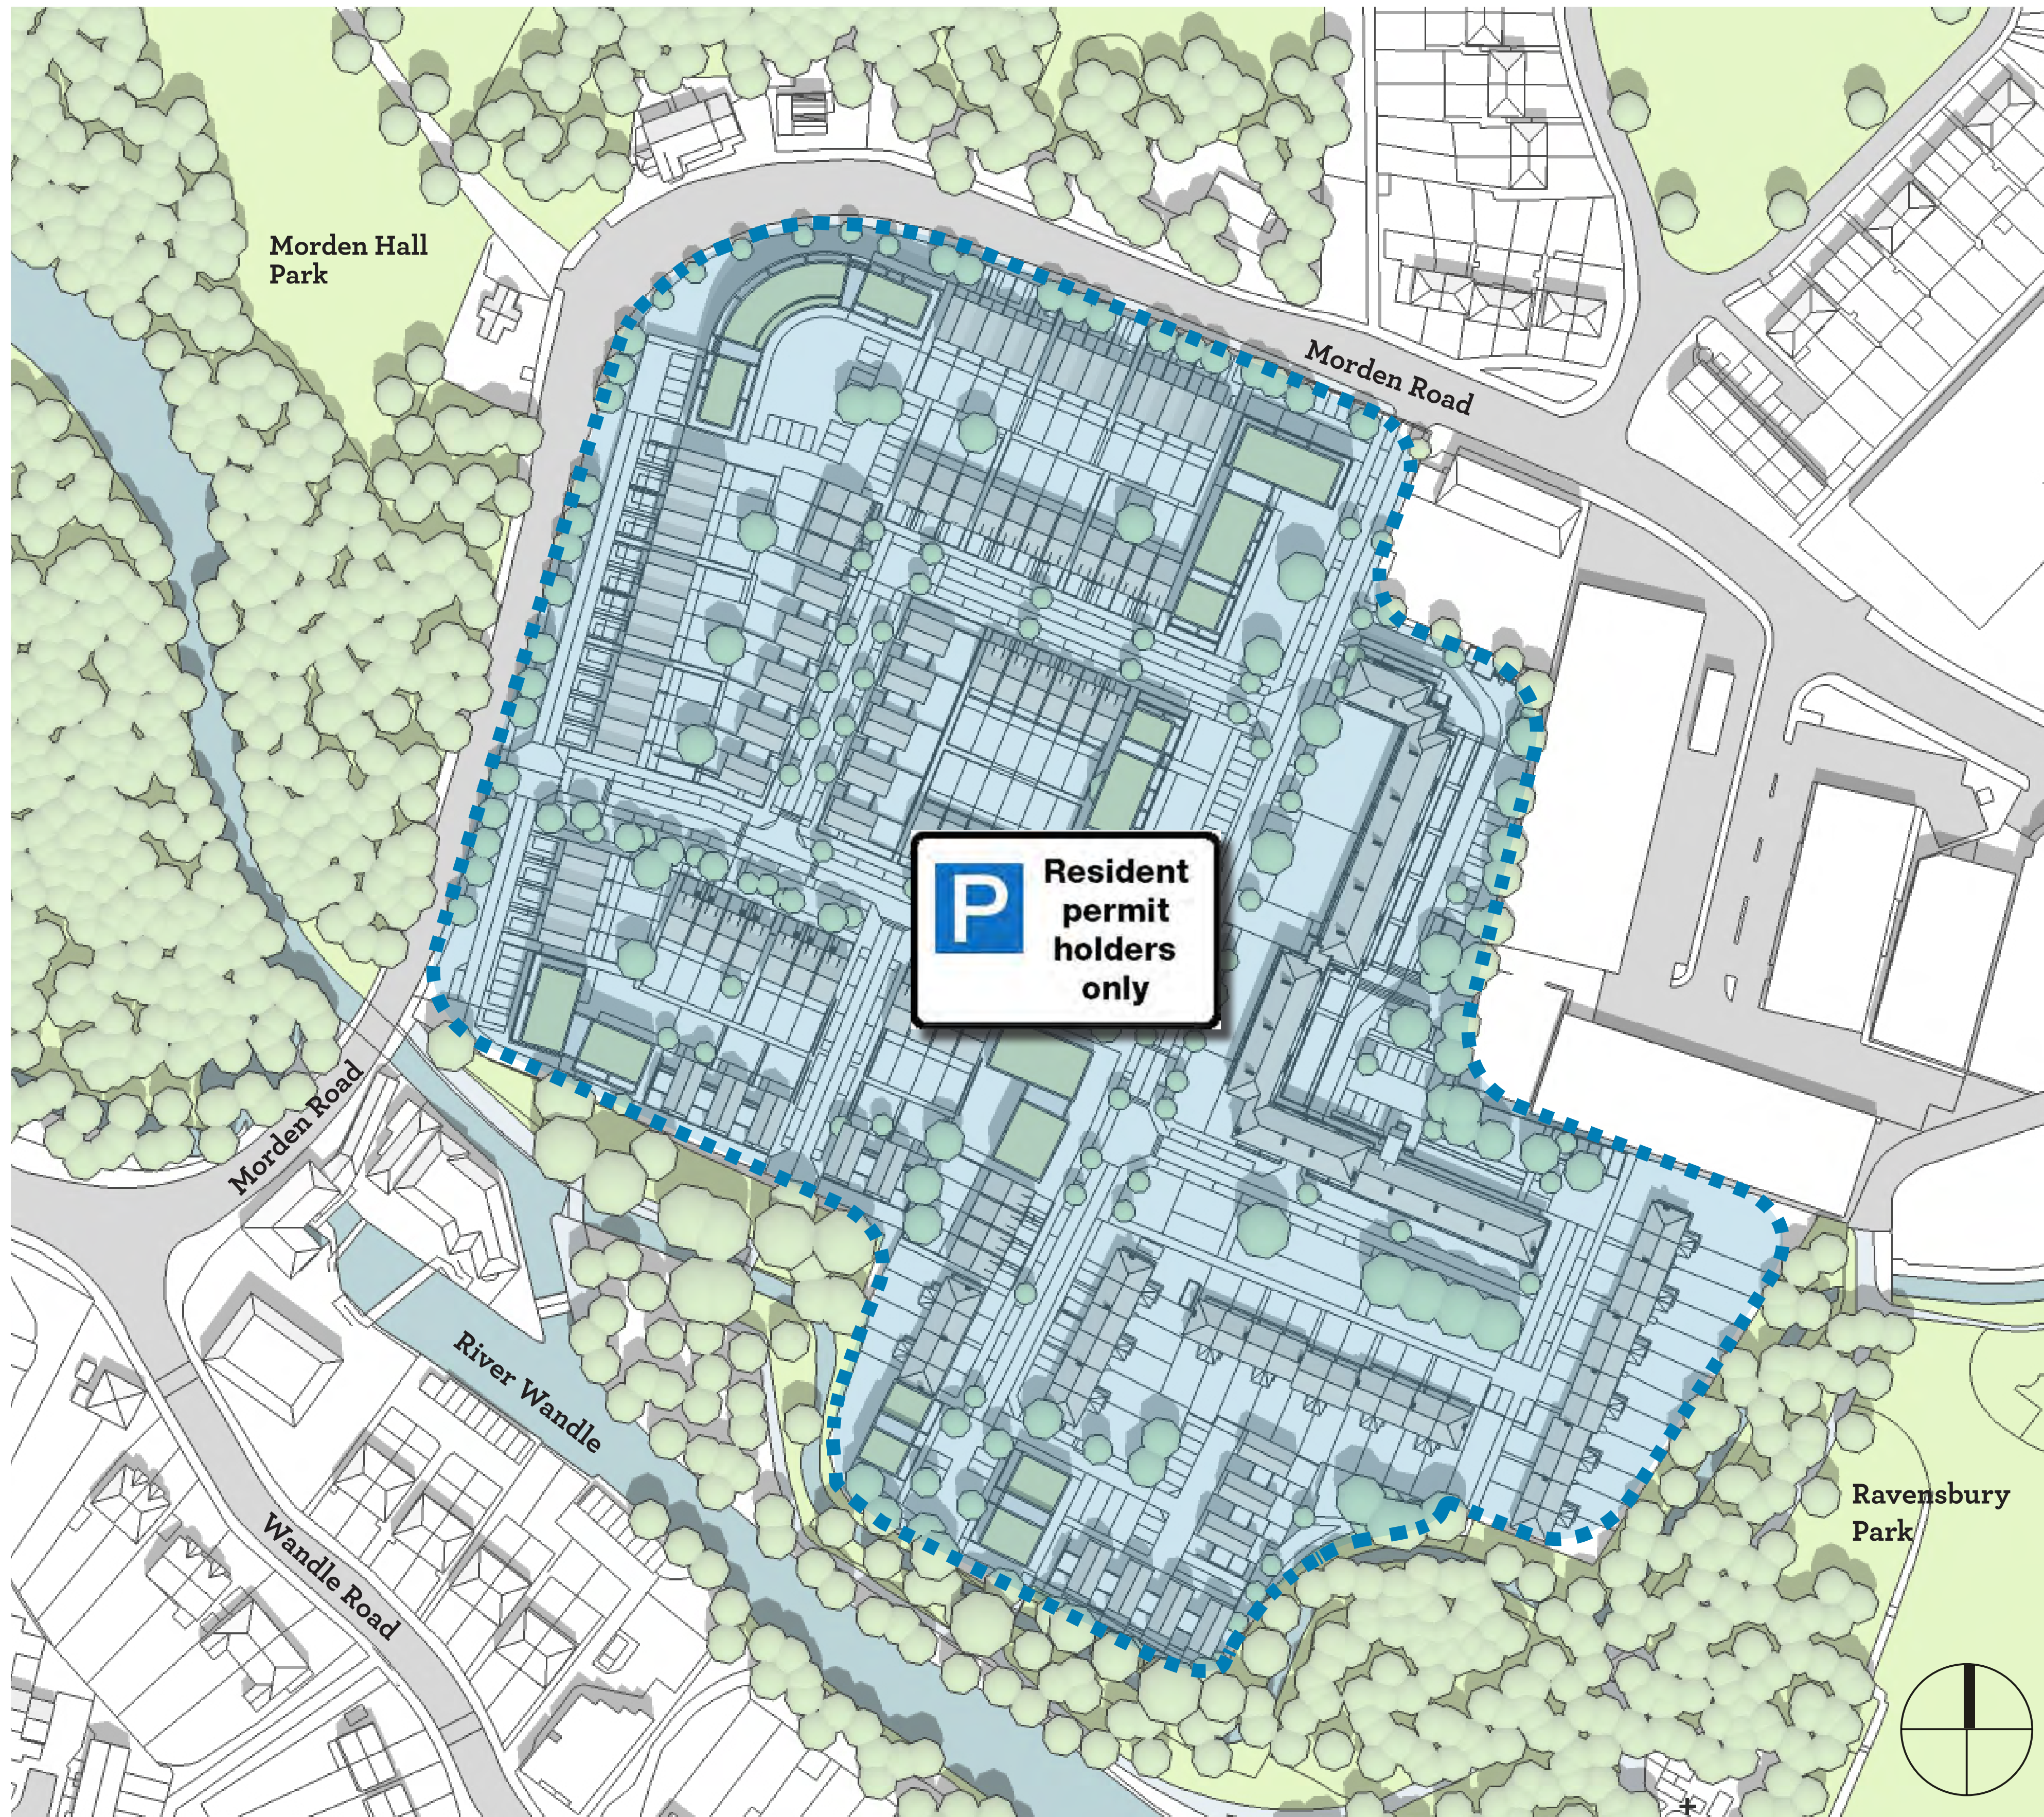 Morden Hall
Park
Morden Road
P
Resident
permit
holders
only
Morden Road
River Wandle
Wandle Road
Ravensbury
Park